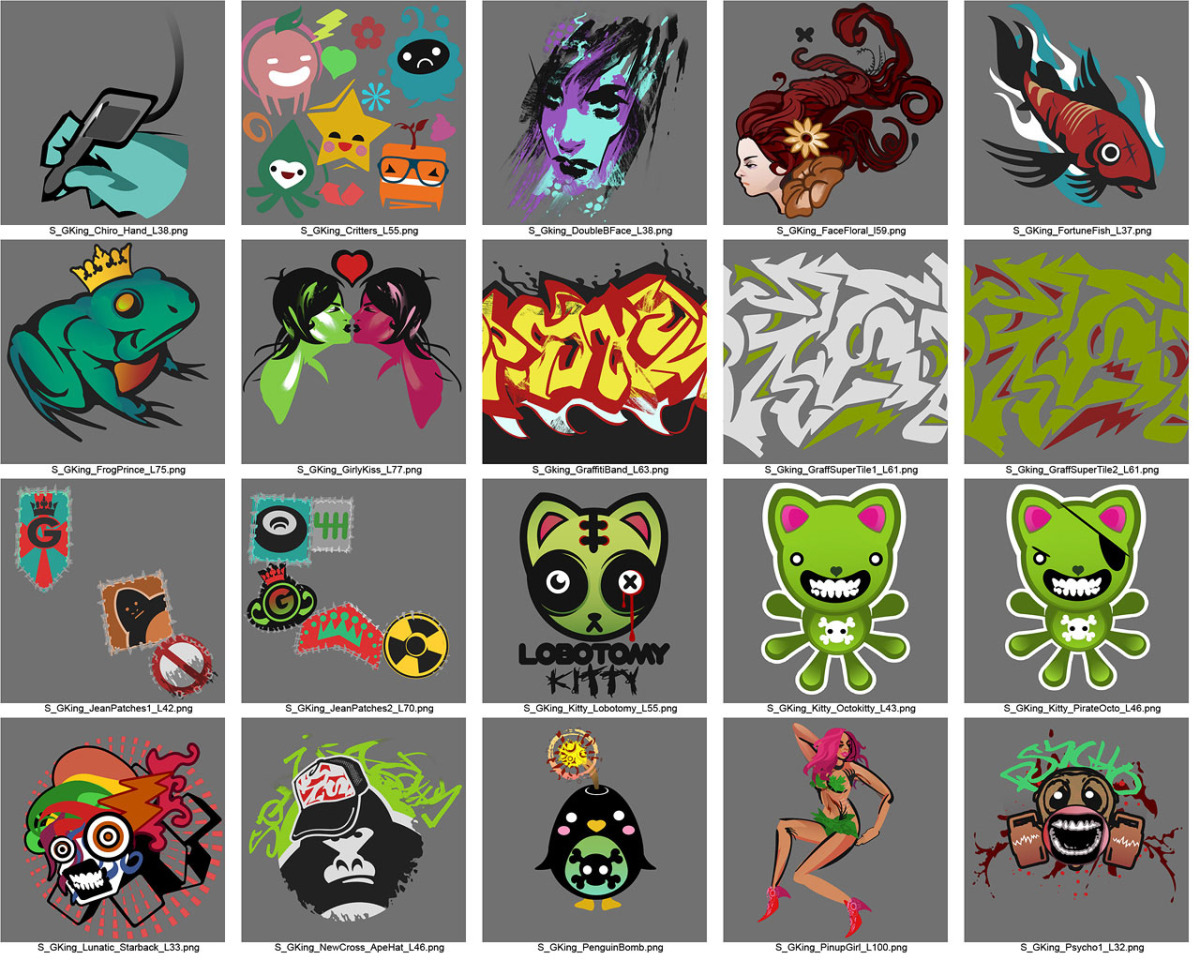 S_GKing_Chiro_Hand_L38.png
S_GKing_Critters_L55.png
S_Gking_DoubleBFace_L38.png
S_GKing_FaceFloral_l59.png
S_GKing_FortuneFish_L37.png
S_GKing_FrogPrince_L75.png
S_GKing_GirlyKiss_L77.png
S_Gking_GraffitiBand_L63.png
S_Gking_GraffSuperTile1_L61.png
S_Gking_GraffSuperTile2_L61.png
G
G
LOBOTOMY
KITTY
S_GKing_JeanPatches1_L42.png
S_GKing_JeanPatches2_L70.png
S_GKing_Kitty_Lobotomy_L55.png
S_GKing_Kitty_Octokitty_L43.png
S_GKing_Kitty_PirateOcto_L46.png
PSYCHO
S_GKing_Lunatic_Starback_L33.png
S_GKing_NewCross_ApeHat_L46.png
S_GKing_PenguinBomb.png
S_GKing_PinupGirl_L100.png
S_GKing_Psycho1_L32.png